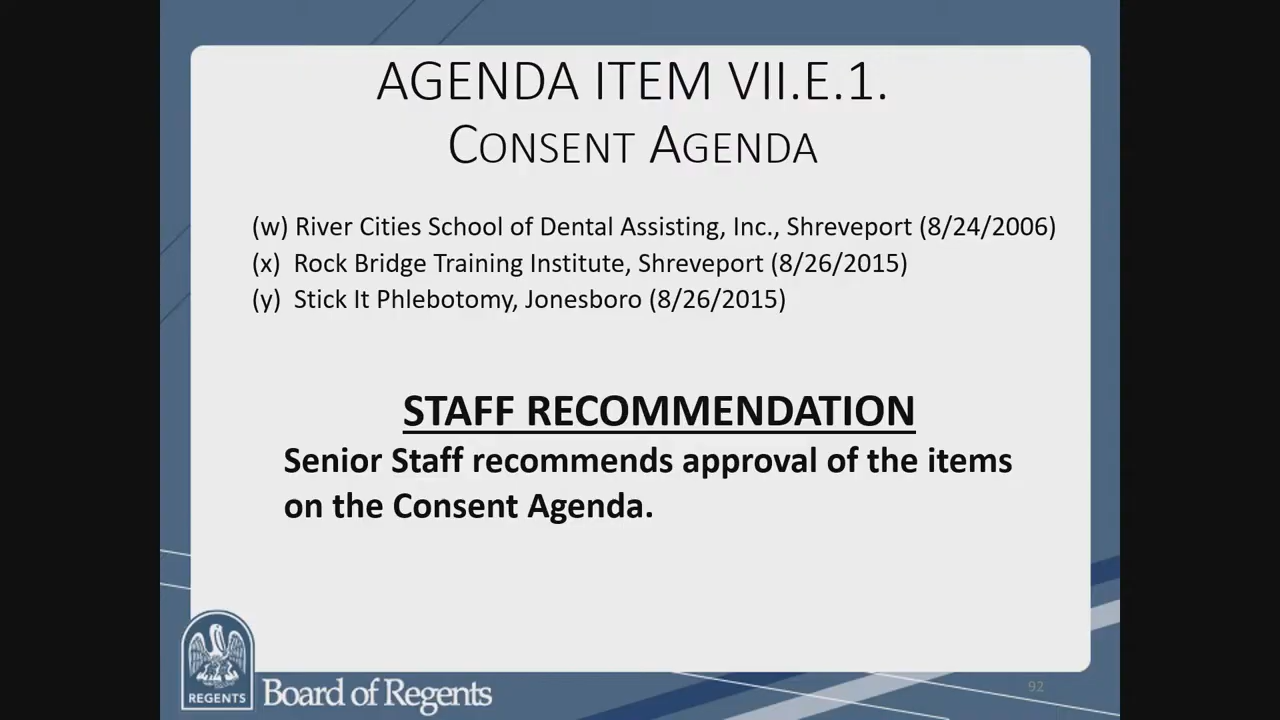 AGENDA ITEM VII.E.1.
CONSENT AGENDA
(w) River Cities School of Dental Assisting, Inc., Shreveport (8/24/2006)
(x) Rock Bridge Training Institute, Shreveport (8/26/2015)
(y) Stick It Phlebotomy, Jonesboro (8/26/2015)
STAFF RECOMMENDATION
Senior Staff recommends approval of the items
on the Consent Agenda.
REGENTS
Board of Regents
92